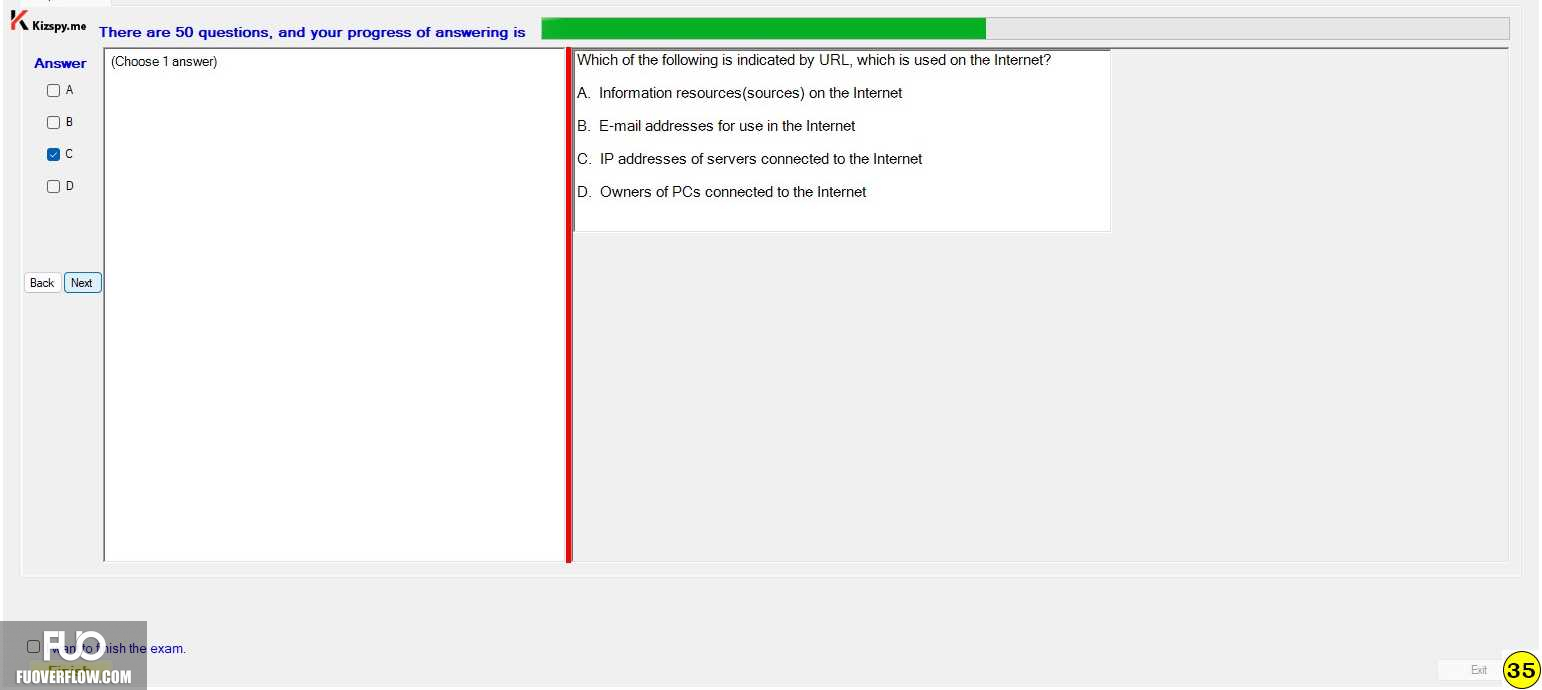 Kizspy.me
There are 50 questions, and your progress of answering is
Answer
A
B
C
D
Back
Next
(Choose 1 answer)
Which of the following is indicated by URL, which is used on the Internet?
A. Information resources(sources) on the Internet
B. E-mail addresses for use in the Internet
C. IP addresses of servers connected to the Internet
D. Owners of PCs connected to the Internet
want to finish the exam.
Finish
FUO
FUOVERFLOW.COM
Exit
35